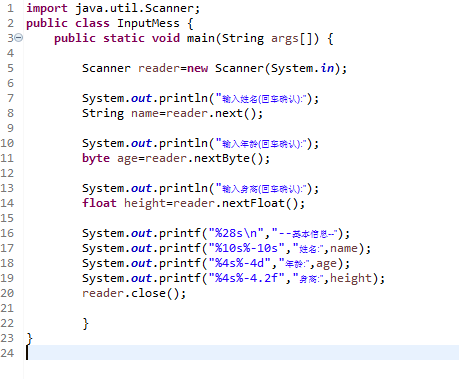 1 import java.util.Scanner;
2 public class InputMess {
3 public static void main(String args[]) {
4
5 Scanner reader=new Scanner(System.in);
6
7 System.out.println("输入姓名(回车确认):");
8 String name=reader.next();
9
10 System.out.println("输入年龄(回车确认):");
11 byte age=reader.nextByte();
12
13 System.out.println("输入身高(回车确认):");
14 float height=reader.nextFloat();
15
16 System.out.printf("%28s\n","--基本信息--");
17 System.out.printf("%10s%-10s","姓名:",name);
18 System.out.printf("%4s%-4d","年龄:",age);
19 System.out.printf("%4s%-4.2f","身高:",height);
20 reader.close();
21
22 }
23 }
24